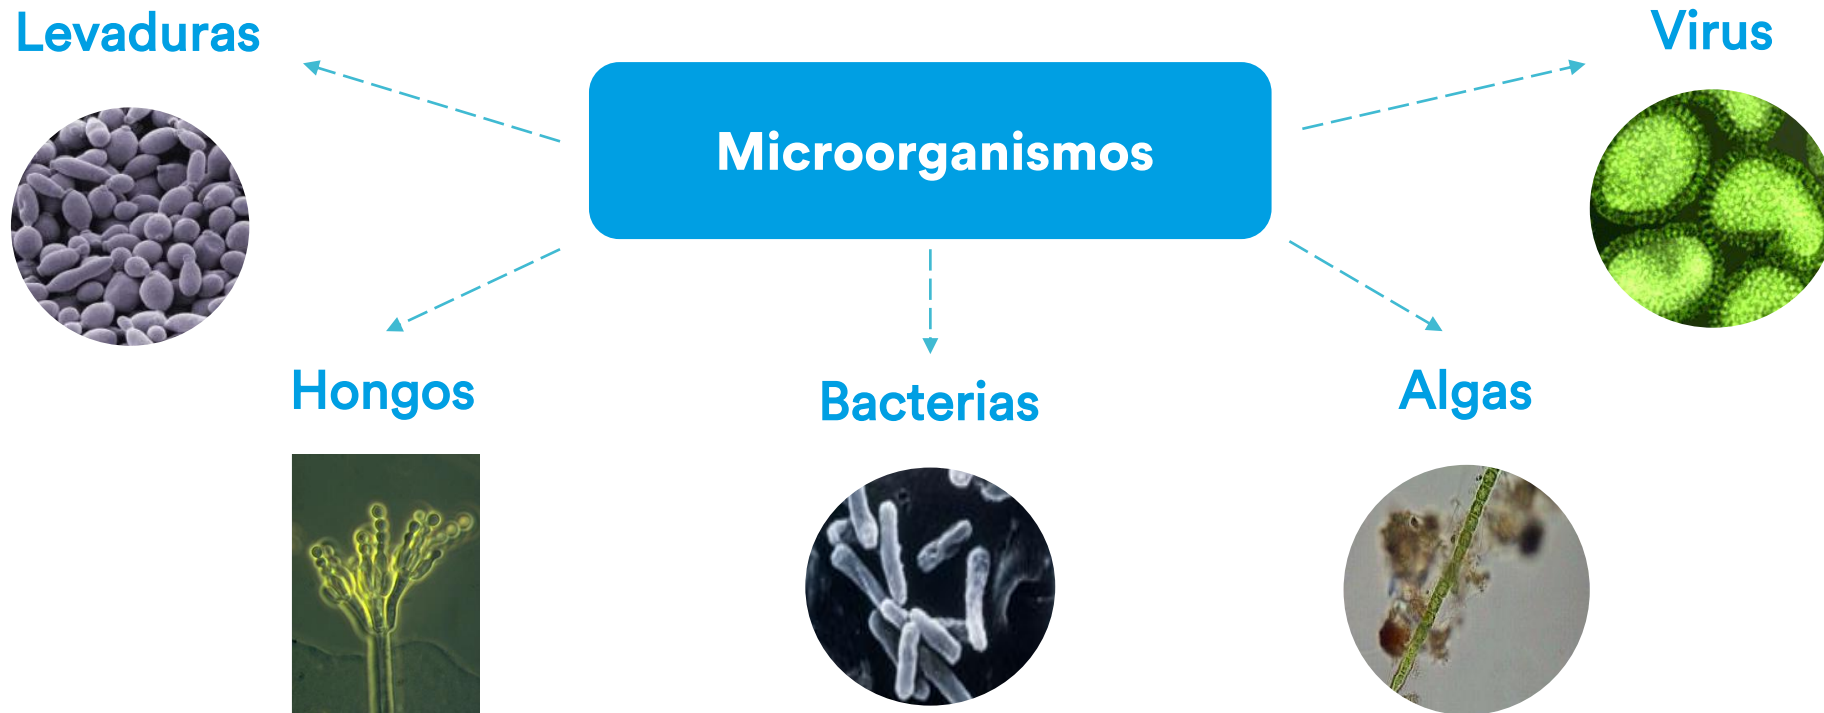 Levaduras
Virus
Microorganismos
Hongos
Bacterias
Algas